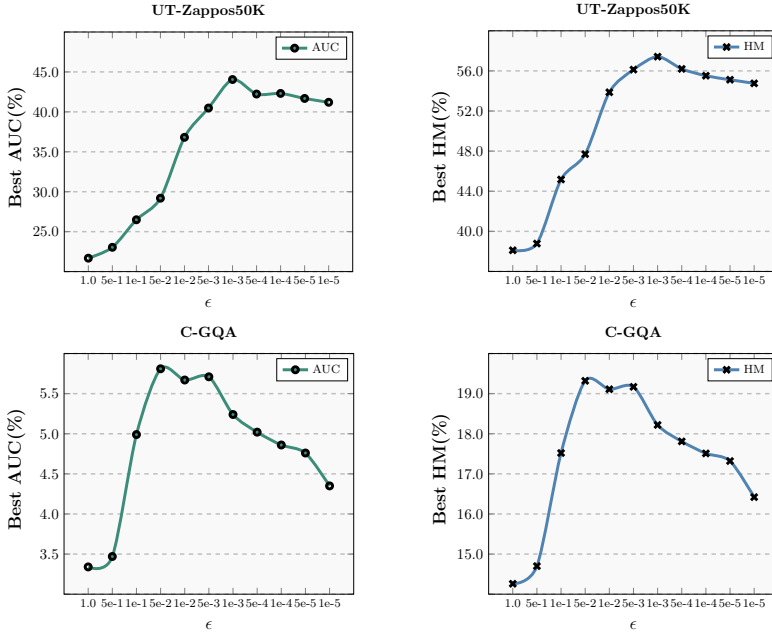 UT-Zappos50K
AUC
45.0
40.0
35.0
30.0
25.0
Best AUC(%)
1.0 5e-1 1e-1 5e-2 1e-2 5e-3 1e-3 5e-4 1e-4 5e-5 1e-5
ϵ
UT-Zappos50K
HM
56.0
52.0
48.0
44.0
40.0
Best HM(%)
1.0 5e-1 1e-1 5e-2 1e-2 5e-3 1e-3 5e-4 1e-4 5e-5 1e-5
ϵ
C-GQA
AUC
5.5
5.0
4.5
4.0
3.5
Best AUC(%)
1.0 5e-1 1e-1 5e-2 1e-2 5e-3 1e-3 5e-4 1e-4 5e-5 1e-5
ϵ
C-GQA
HM
19.0
18.0
17.0
16.0
15.0
Best HM(%)
1.0 5e-1 1e-1 5e-2 1e-2 5e-3 1e-3 5e-4 1e-4 5e-5 1e-5
ϵ